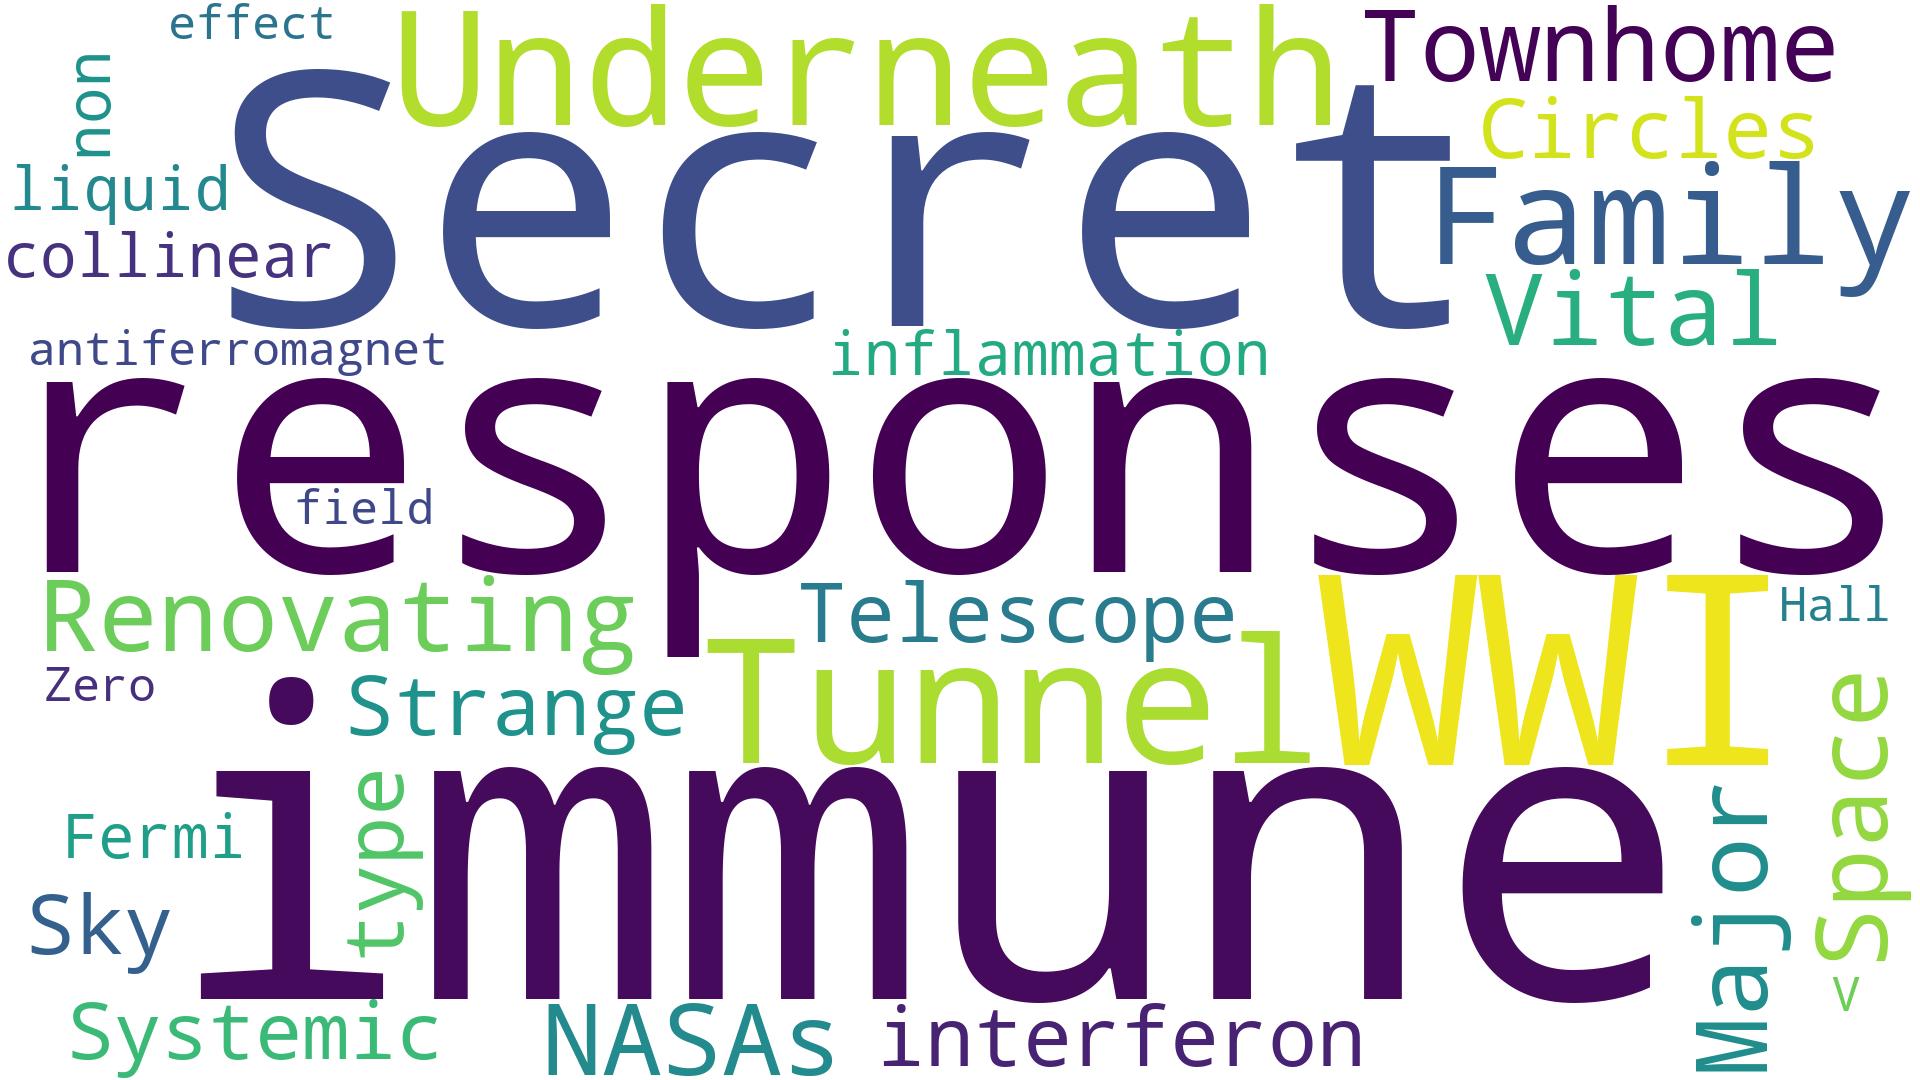 effect
Underneath
Townhome
non
Secret
Circles
liquid
Family
collinear
Vital
antiferromagnet
inflammation
responses
field
Renovating
Telescope
WWI
Hall
Zero
Strange
Tunnel
Space
immune
type
Fermi
Major
Sky
<
Systemic
NASAs
interferon